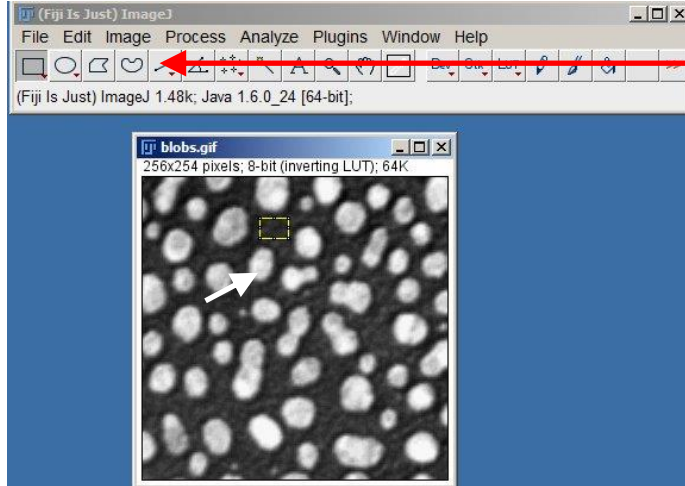 (Fiji Is Just) ImageJ
File Edit Image Process Analyze Plugins Window Help
A Dev Stk LUT >>
(Fiji Is Just) ImageJ 1.48k; Java 1.6.0_24 [64-bit];
blobs.gif
256x254 pixels; 8-bit (inverting LUT); 64K